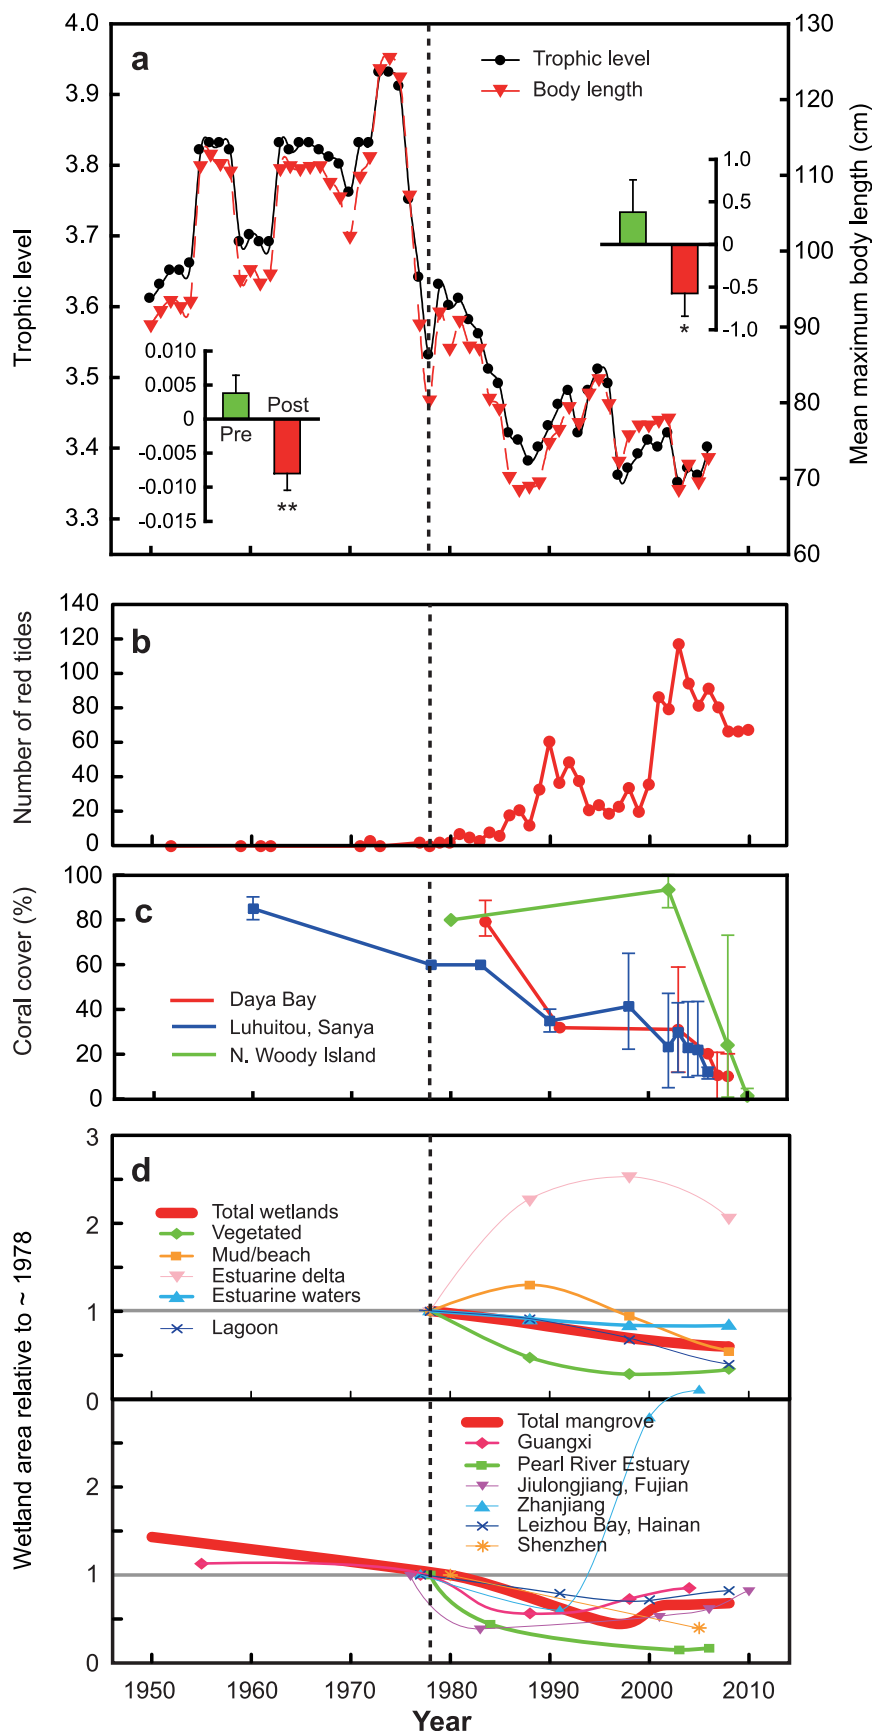 a
Trophic level
Body length
4.0
3.9
3.8
3.7
3.6
3.5
3.4
3.3
Trophic level
130
120
110
100
90
80
70
60
Mean maximum body length (cm)
1.0
0.5
0
-0.5
-1.0
*
0.010
0.005
0
-0.005
-0.010
-0.015
Pre
Post
**
b
140
120
100
80
60
40
20
0
Number of red tides
c
100
80
60
40
20
0
Coral cover (%)
Daya Bay
Luhuitou, Sanya
N. Woody Island
d
3
2
1
0
Total wetlands
Vegetated
Mud/beach
Estuarine delta
Estuarine waters
Lagoon
Wetland area relative to ~ 1978
2
1
0
Total mangrove
Guangxi
Pearl River Estuary
Jiulongjiang, Fujian
Zhanjiang
Leizhou Bay, Hainan
Shenzhen
1950 1960 1970 1980 1990 2000 2010
Year